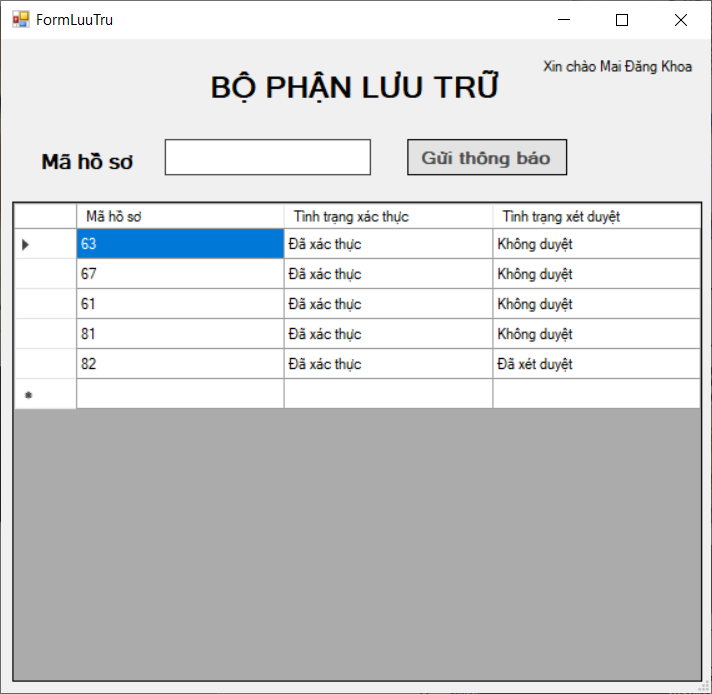 FormLuuTru
Xin chào Mai Đăng Khoa
BỘ PHẬN LƯU TRỮ
Mã hồ sơ
Gửi thông báo
Mã hồ sơ Tình trạng xác thực Tình trạng xét duyệt
63 Đã xác thực Không duyệt
67 Đã xác thực Không duyệt
61 Đã xác thực Không duyệt
81 Đã xác thực Không duyệt
82 Đã xác thực Đã xét duyệt